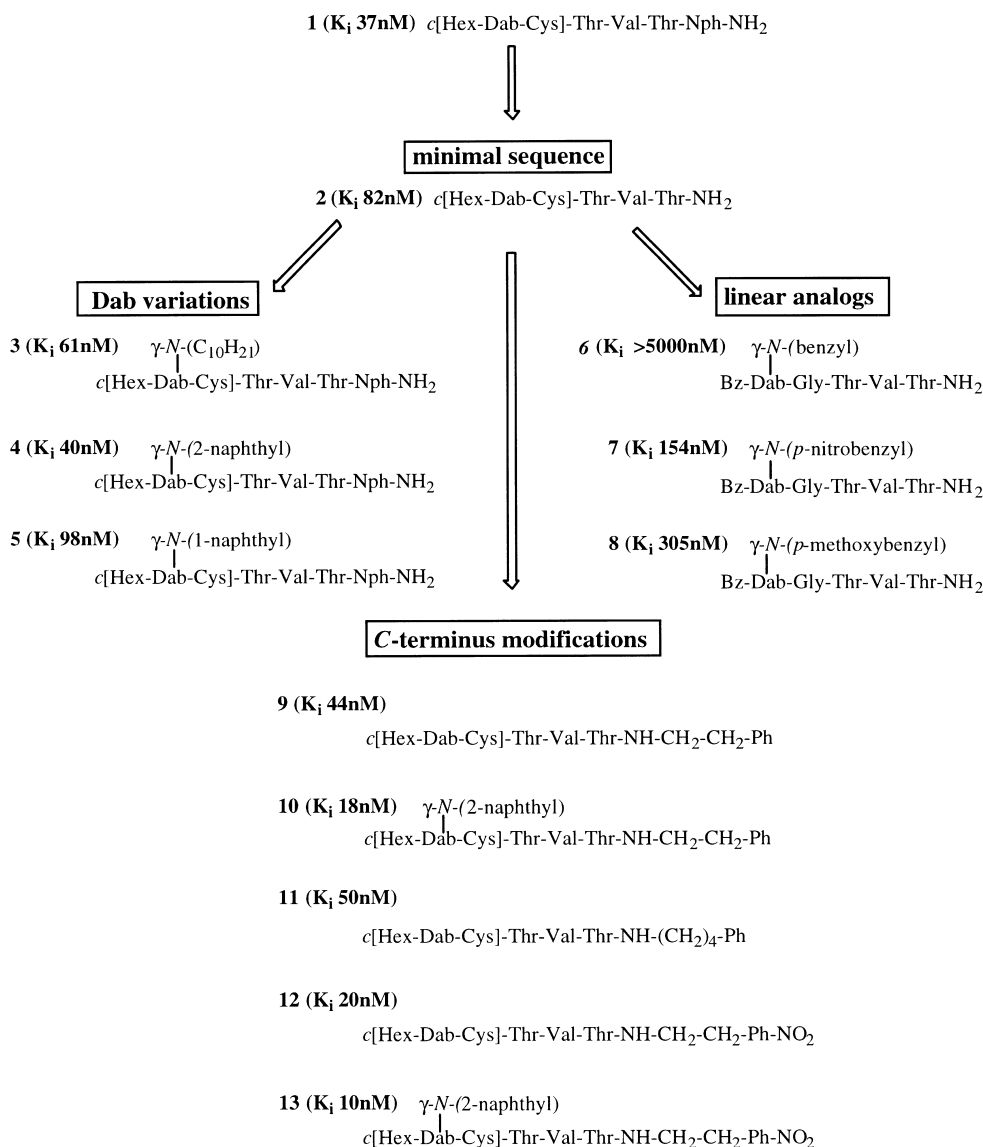 1 (Ki 37nM) c[Hex-Dab-Cys]-Thr-Val-Thr-Nph-NH2
minimal sequence
2 (Ki 82nM) c[Hex-Dab-Cys]-Thr-Val-Thr-NH2
Dab variations
3 (Ki 61nM) γ-N-(C10H21)
c[Hex-Dab-Cys]-Thr-Val-Thr-Nph-NH2
4 (Ki 40nM) γ-N-(2-naphthyl)
c[Hex-Dab-Cys]-Thr-Val-Thr-Nph-NH2
5 (Ki 98nM) γ-N-(1-naphthyl)
c[Hex-Dab-Cys]-Thr-Val-Thr-Nph-NH2
linear analogs
6 (Ki >5000nM) γ-N-(benzyl)
Bz-Dab-Gly-Thr-Val-Thr-NH2
7 (Ki 154nM) γ-N-(p-nitrobenzyl)
Bz-Dab-Gly-Thr-Val-Thr-NH2
8 (Ki 305nM) γ-N-(p-methoxybenzyl)
Bz-Dab-Gly-Thr-Val-Thr-NH2
C-terminus modifications
9 (Ki 44nM)
c[Hex-Dab-Cys]-Thr-Val-Thr-NH-CH2-CH2-Ph
10 (Ki 18nM) γ-N-(2-naphthyl)
c[Hex-Dab-Cys]-Thr-Val-Thr-NH-CH2-CH2-Ph
11 (Ki 50nM)
c[Hex-Dab-Cys]-Thr-Val-Thr-NH-(CH2)4-Ph
12 (Ki 20nM)
c[Hex-Dab-Cys]-Thr-Val-Thr-NH-CH2-CH2-Ph-NO2
13 (Ki 10nM) γ-N-(2-naphthyl)
c[Hex-Dab-Cys]-Thr-Val-Thr-NH-CH2-CH2-Ph-NO2